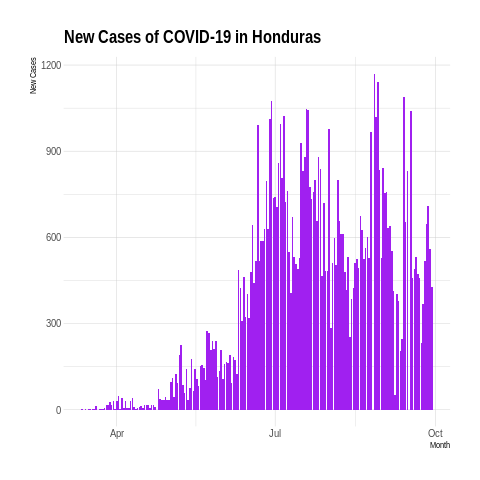 New Cases of COVID-19 in Honduras
New Cases
1200
900
600
300
0
Apr
Jul
Oct
Month